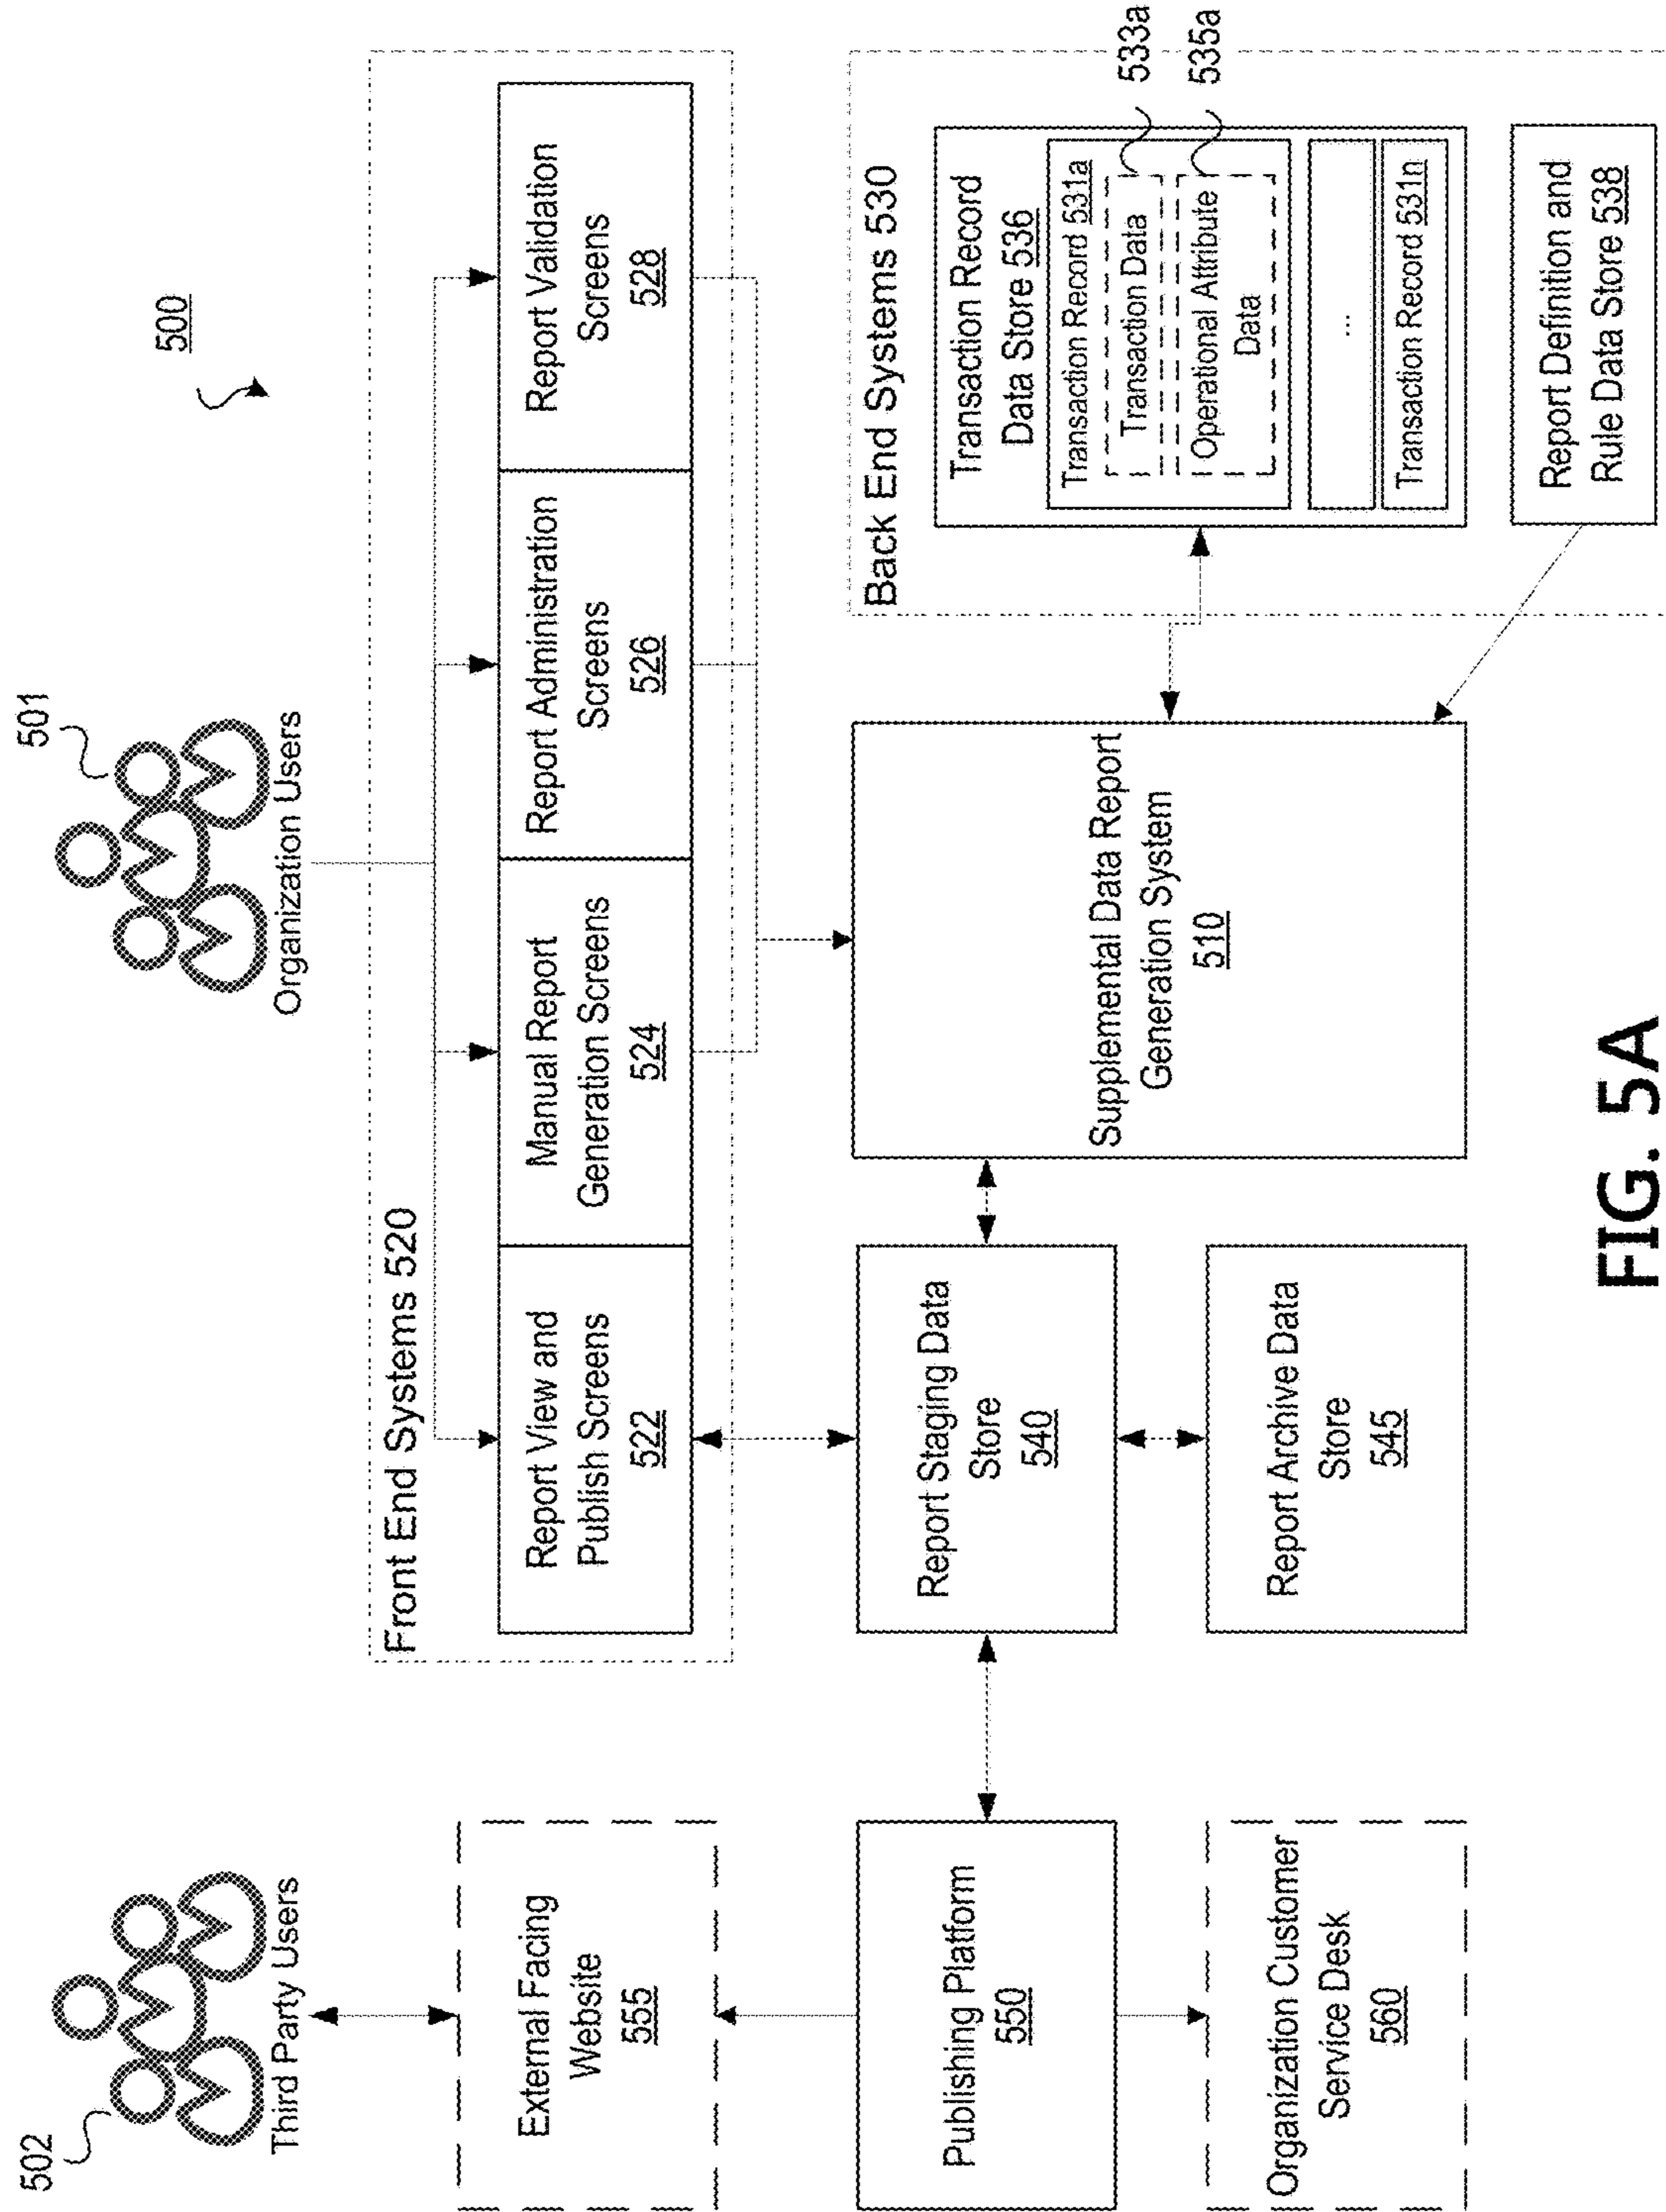 500
502
Third Party Users
501
Organization Users
Front End Systems 520
External Facing
Website
555
Report View and
Publish Screens
522
Manual Report
Generation Screens
524
Report Administration
Screens
526
Report Validation
Screens
528
Publishing Platform
550
Report Staging Data
Store
540
Supplemental Data Report
Generation System
510
Back End Systems 530
Transaction Record
Data Store 536
Transaction Record 531a
Transaction Data
533a
Operational Attribute
Data
535a
...
Transaction Record 531n
Organization Customer
Service Desk
560
Report Archive Data
Store
545
Report Definition and
Rule Data Store 538
FIG. 5A